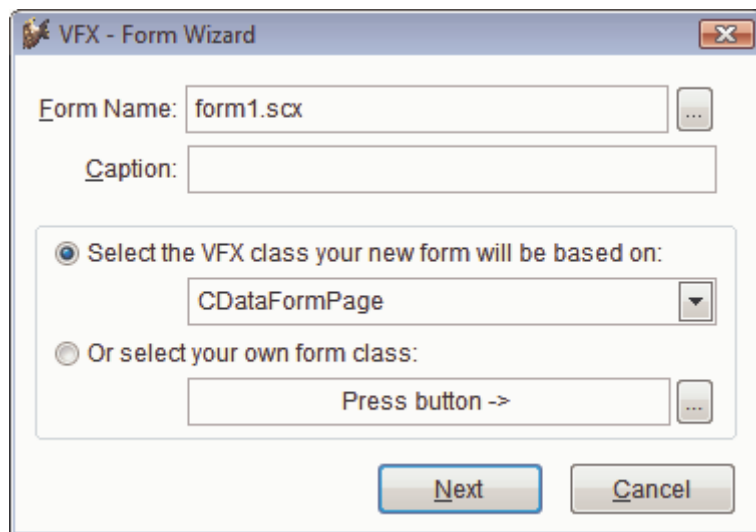 VFX - Form Wizard
Form Name: form1.scx ...
Caption:
Select the VFX class your new form will be based on:
CDataFormPage
Or select your own form class:
Press button -> ...
Next Cancel